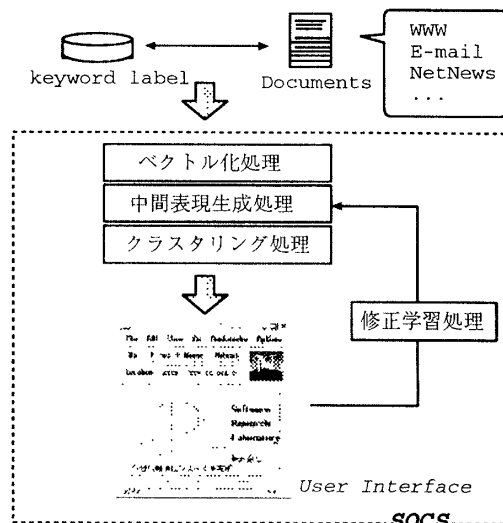 WWW
E-mail
NetNews
...
keyword label
Documents
ベクトル化処理
中間表現生成処理
クラスタリング処理
修正学習処理
Software
Research
Laboratory
User Interface
SOCS